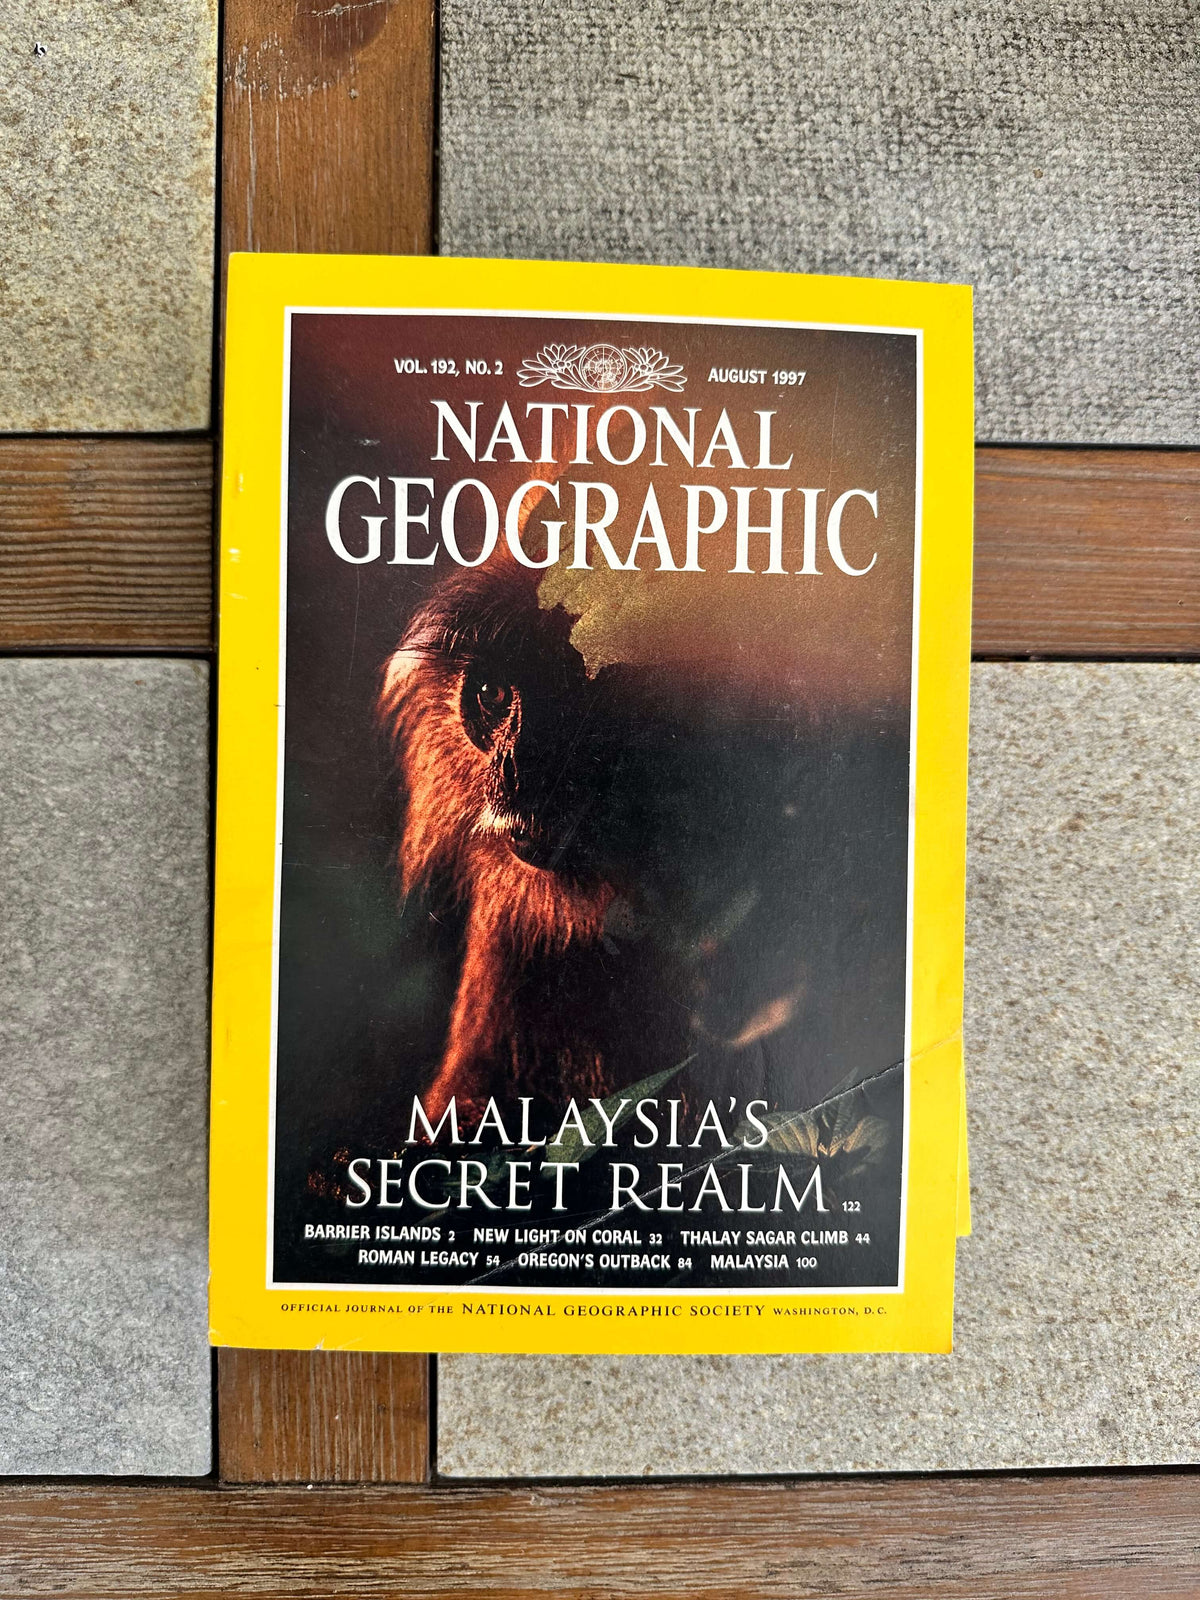 VOL. 192, NO. 2 AUGUST 1997
NATIONAL
GEOGRAPHIC
MALAYSIA'S
SECRET REALM 122
BARRIER ISLANDS 2 NEW LIGHT ON CORAL 32 THALAY SAGAR CLIMB 44
ROMAN LEGACY 54 OREGON'S OUTBACK 84 MALAYSIA 100
OFFICIAL JOURNAL OF THE NATIONAL GEOGRAPHIC SOCIETY WASHINGTON, D.C.